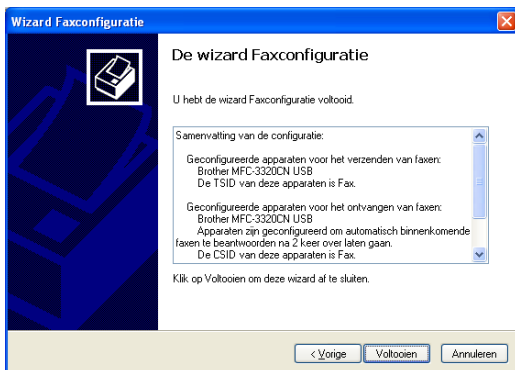 Wizard Faxconfiguratie
De wizard Faxconfiguratie
U hebt de wizard Faxconfiguratie voltooid.
Samenvatting van de configuratie:
Geconfigureerde apparaten voor het verzenden van faxen:
Brother MFC-3320CN USB
De TSID van deze apparaten is Fax.
Geconfigureerde apparaten voor het ontvangen van faxen:
Brother MFC-3320CN USB
Apparaten zijn geconfigureerd om automatisch binnenkomende
faxen te beantwoorden na 2 keer over laten gaan.
De CSID van deze apparaten is Fax.
Klik op Voltooien om deze wizard af te sluiten.
< Vorige Voltooien Annuleren